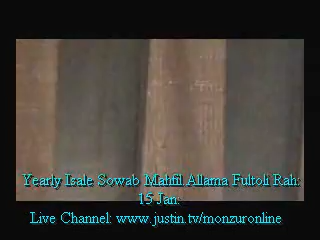 Yearly Isale Sowab Mahfil.Allama Fultoli Rah:
15 Jan:
Live Channel: www.justin.tv/monzuronline